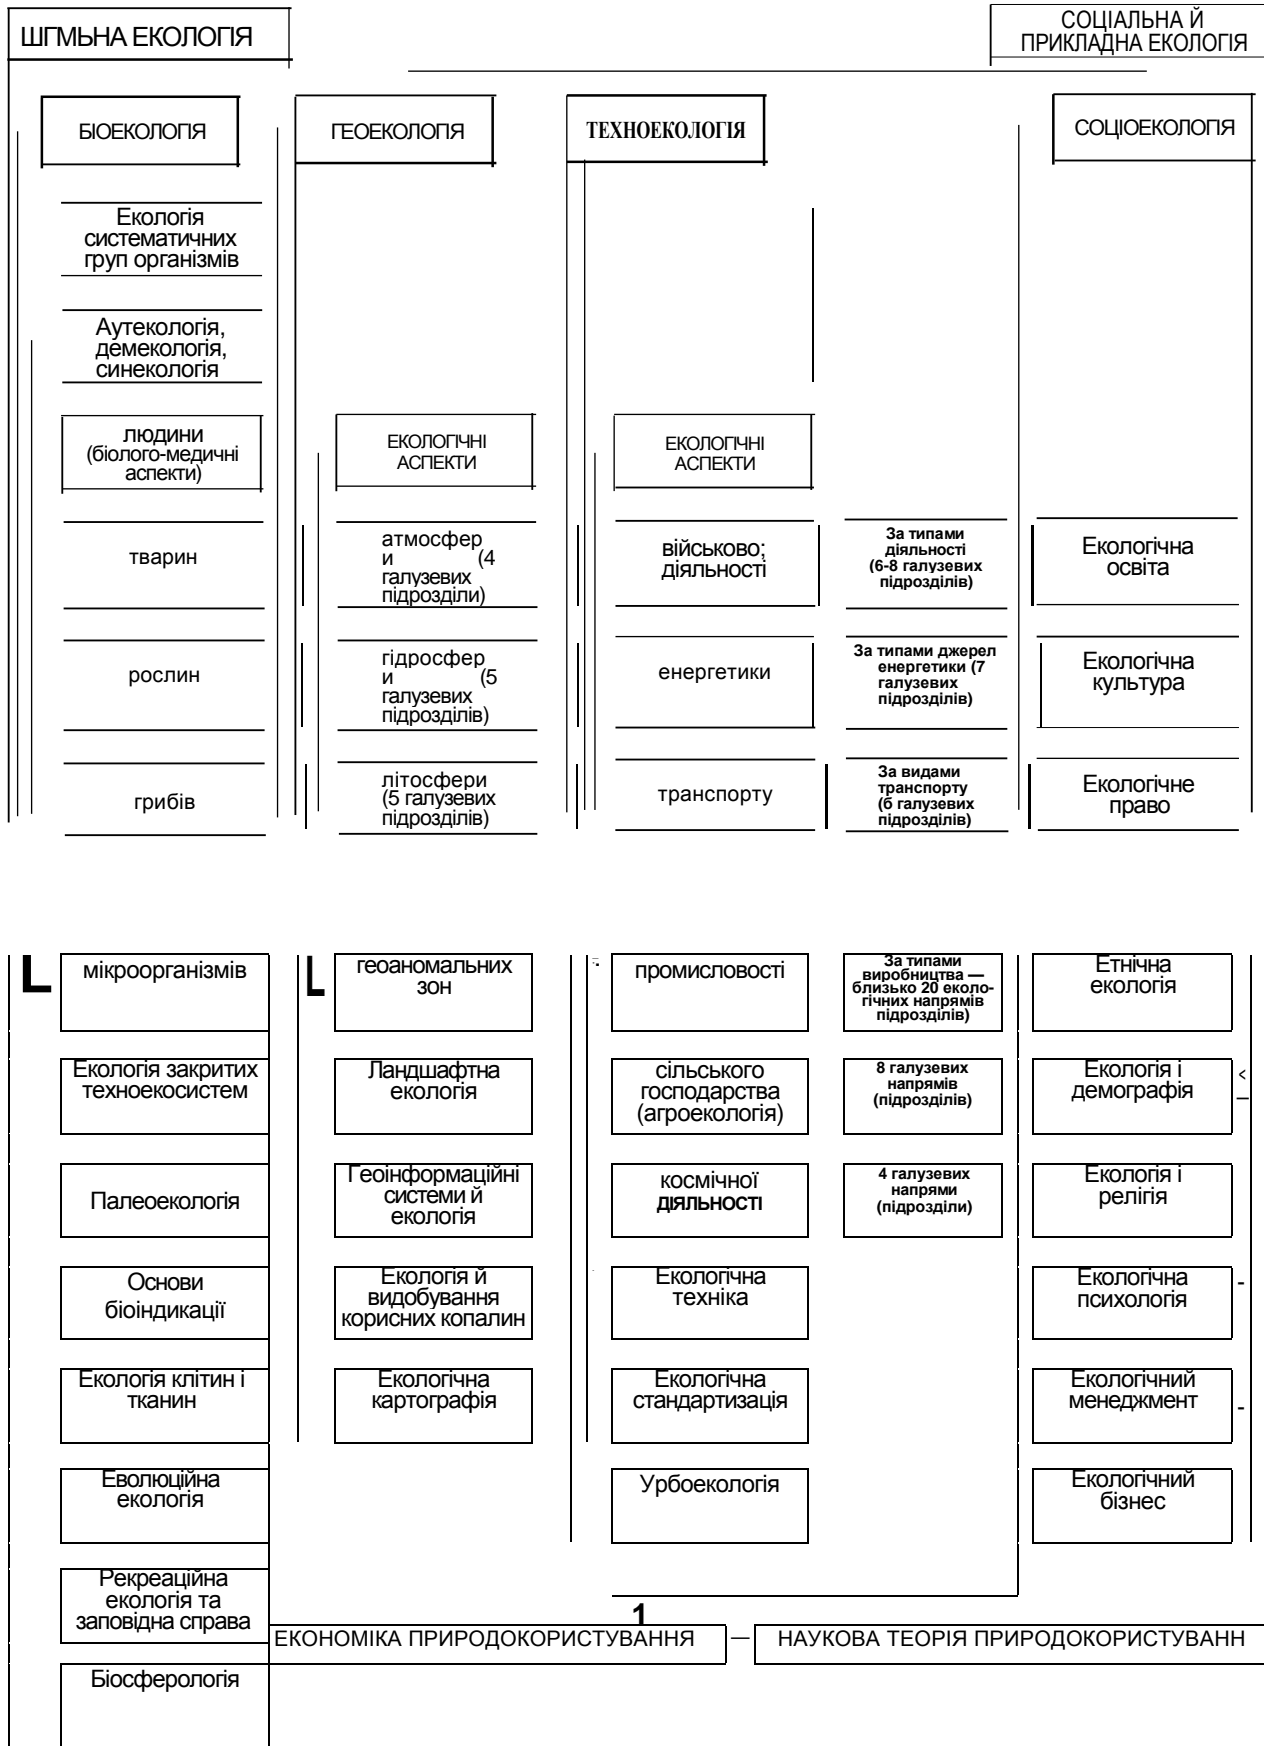 ШГМЬНА ЕКОЛОГІЯ
СОЦІАЛЬНА Й
ПРИКЛАДНА ЕКОЛОГІЯ
БІОЕКОЛОГІЯ
ГЕОЕКОЛОГІЯ
ТЕХНОЕКОЛОГІЯ
СОЦІОЕКОЛОГІЯ
Екологія
систематичних
груп організмів
Аутекологія,
демекологія,
синекологія
людини
(біолого-медичні
аспекти)
ЕКОЛОГІЧНІ
АСПЕКТИ
ЕКОЛОГІЧНІ
АСПЕКТИ
тварин
атмосфер
и (4
галузевих
підрозділи)
військово;
діяльності
За типами
діяльності
(6-8 галузевих
підрозділів)
Екологічна
освіта
рослин
гідросфер
и (5
галузевих
підрозділів)
енергетики
За типами джерел
енергетики (7
галузевих
підрозділів)
Екологічна
культура
грибів
літосфери
(5 галузевих
підрозділів)
транспорту
За видами
транспорту
(б галузевих
підрозділів)
Екологічне
право
L
мікроорганізмів
L
геоаномальних
зон
промисловості
За типами
виробництва —
близько 20 еколо-
гічних напрямів
підрозділів)
Етнічна
екологія
Екологія закритих
техноекосистем
Ландшафтна
екологія
сільського
господарства
(агроекологія)
8 галузевих
напрямів
(підрозділів)
Екологія і
демографія
<
Палеоекологія
Геоінформаційні
системи й
екологія
космічної
ДІЯЛЬНОСТІ
4 галузевих
напрями
(підрозділи)
Екологія і
релігія
Основи
біоіндикації
Екологія й
видобування
корисних копалин
Екологічна
техніка
Екологічна
психологія
-
Екологія клітин і
тканин
Екологічна
картографія
Екологічна
стандартизація
Екологічний
менеджмент
-
Еволюційна
екологія
Урбоекологія
Екологічний
бізнес
Рекреаційна
екологія та
заповідна справа
1
ЕКОНОМІКА ПРИРОДОКОРИСТУВАННЯ — НАУКОВА ТЕОРІЯ ПРИРОДОКОРИСТУВАНН
Біосферологія